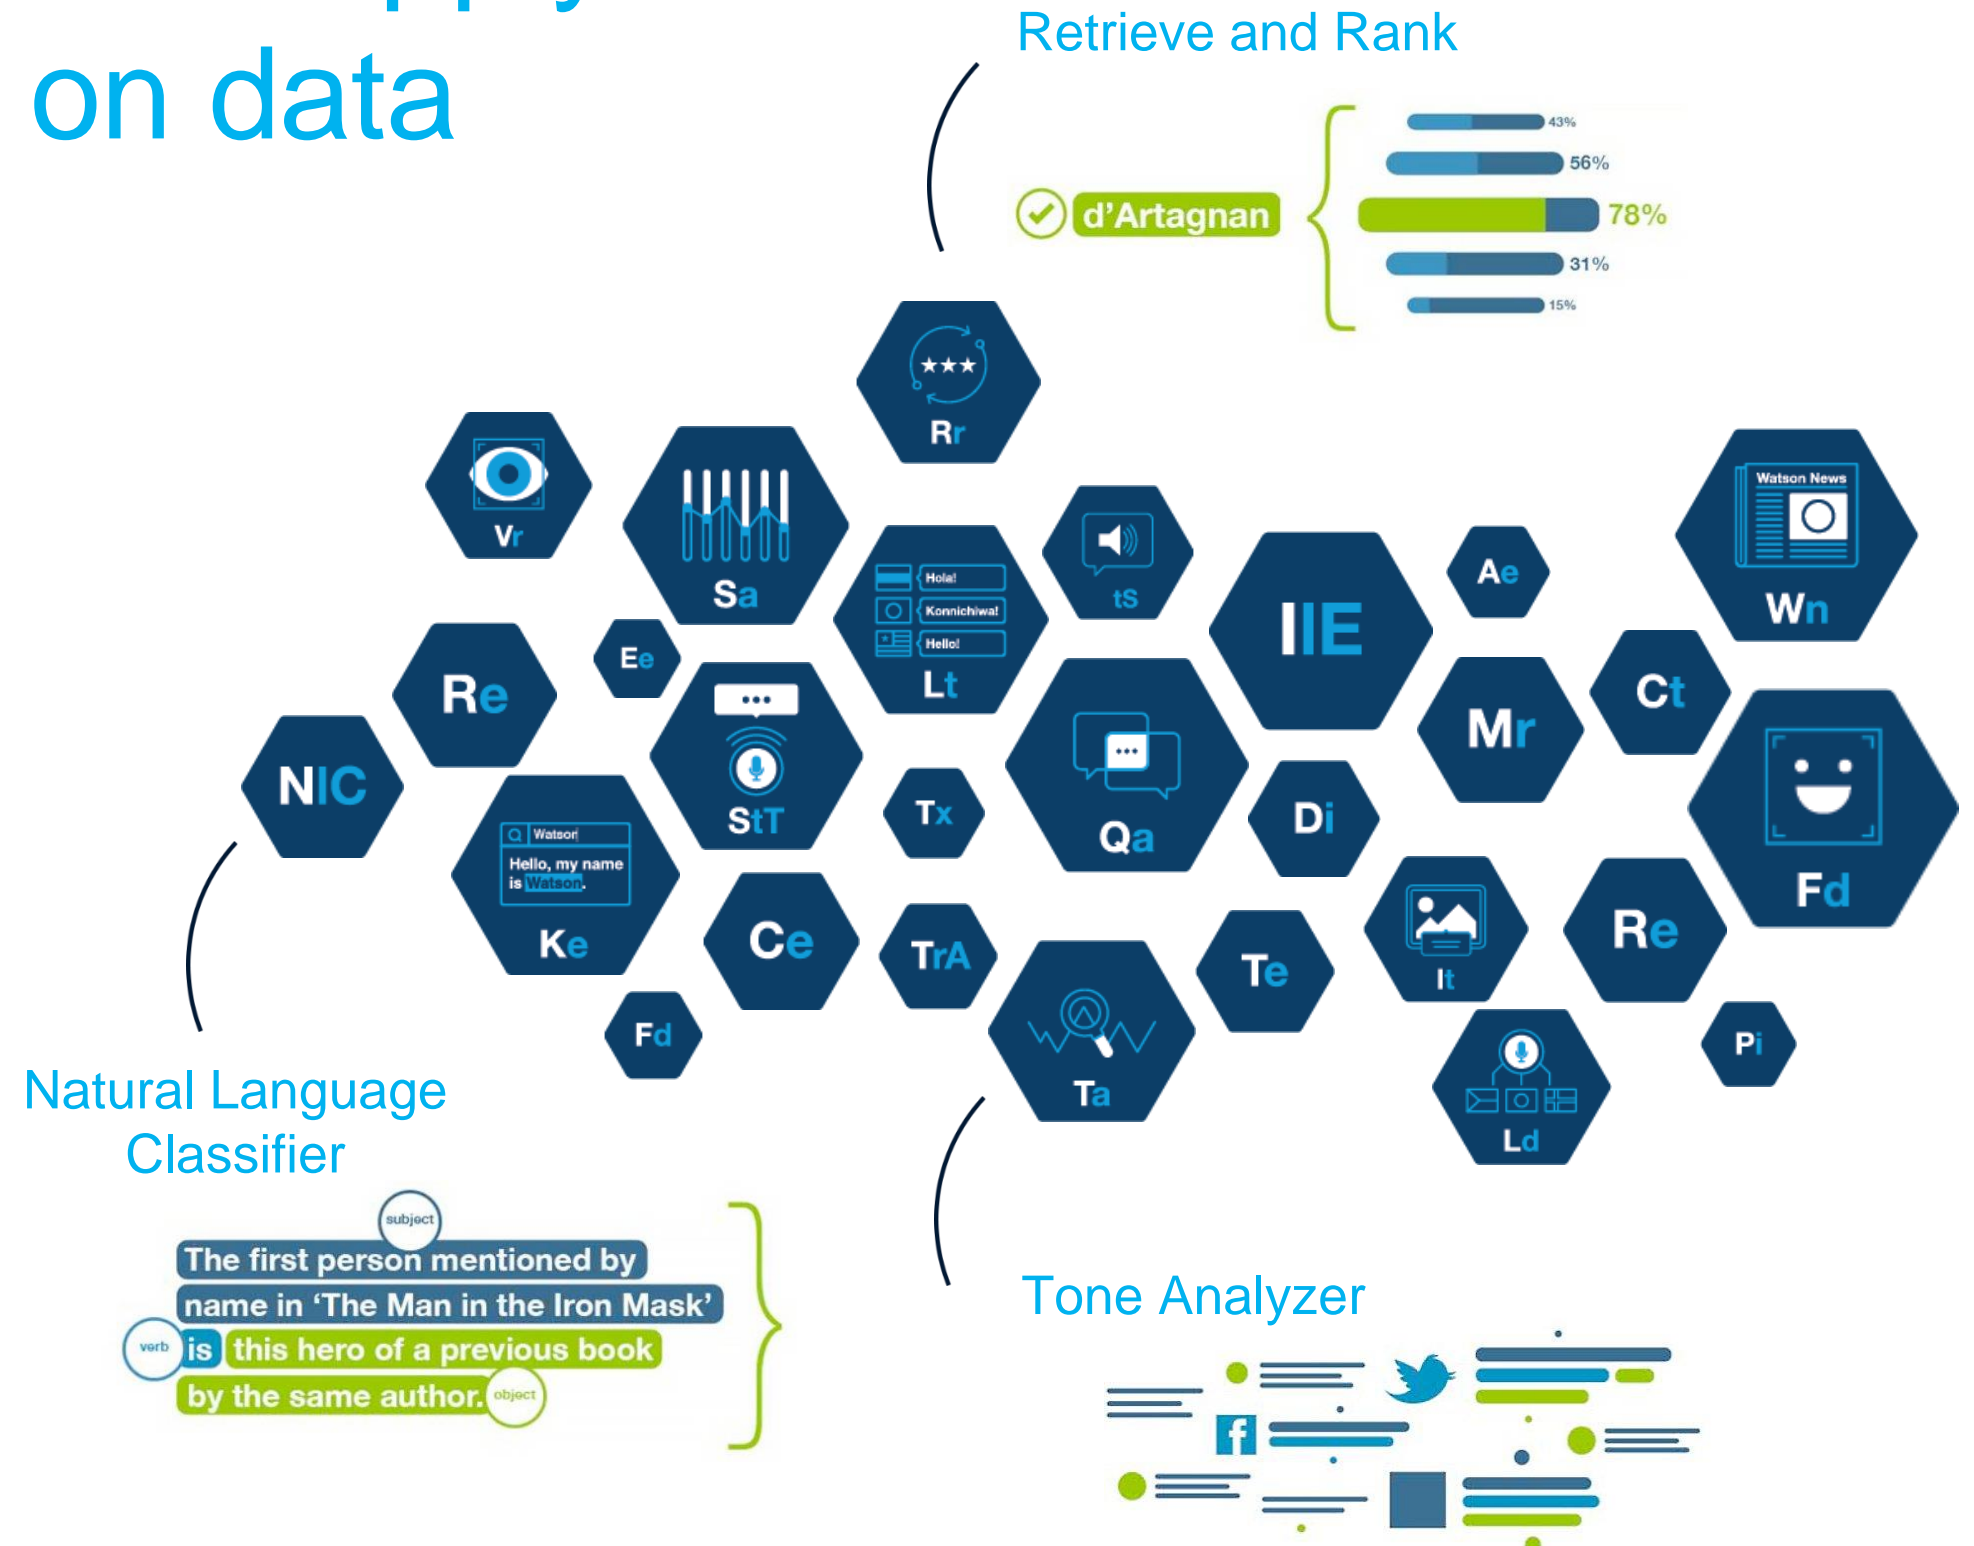 on data
Retrieve and Rank
43%
56%
d'Artagnan
78%
31%
15%
Rr
Vr
Sa
Hola!
Konnichiwa!
Hello!
Lt
tS
IIE
Ae
Watson News
Wn
Re
Ee
Ct
Mr
NIC
StT
Tx
Qa
Di
Fd
Watson
Hello, my name
is Watson.
Ke
Ce
TrA
Te
It
Re
Fd
Ta
Pi
Ld
Natural Language
Classifier
subject
The first person mentioned by
name in 'The Man in the Iron Mask'
verb is this hero of a previous book
by the same author. object
Tone Analyzer